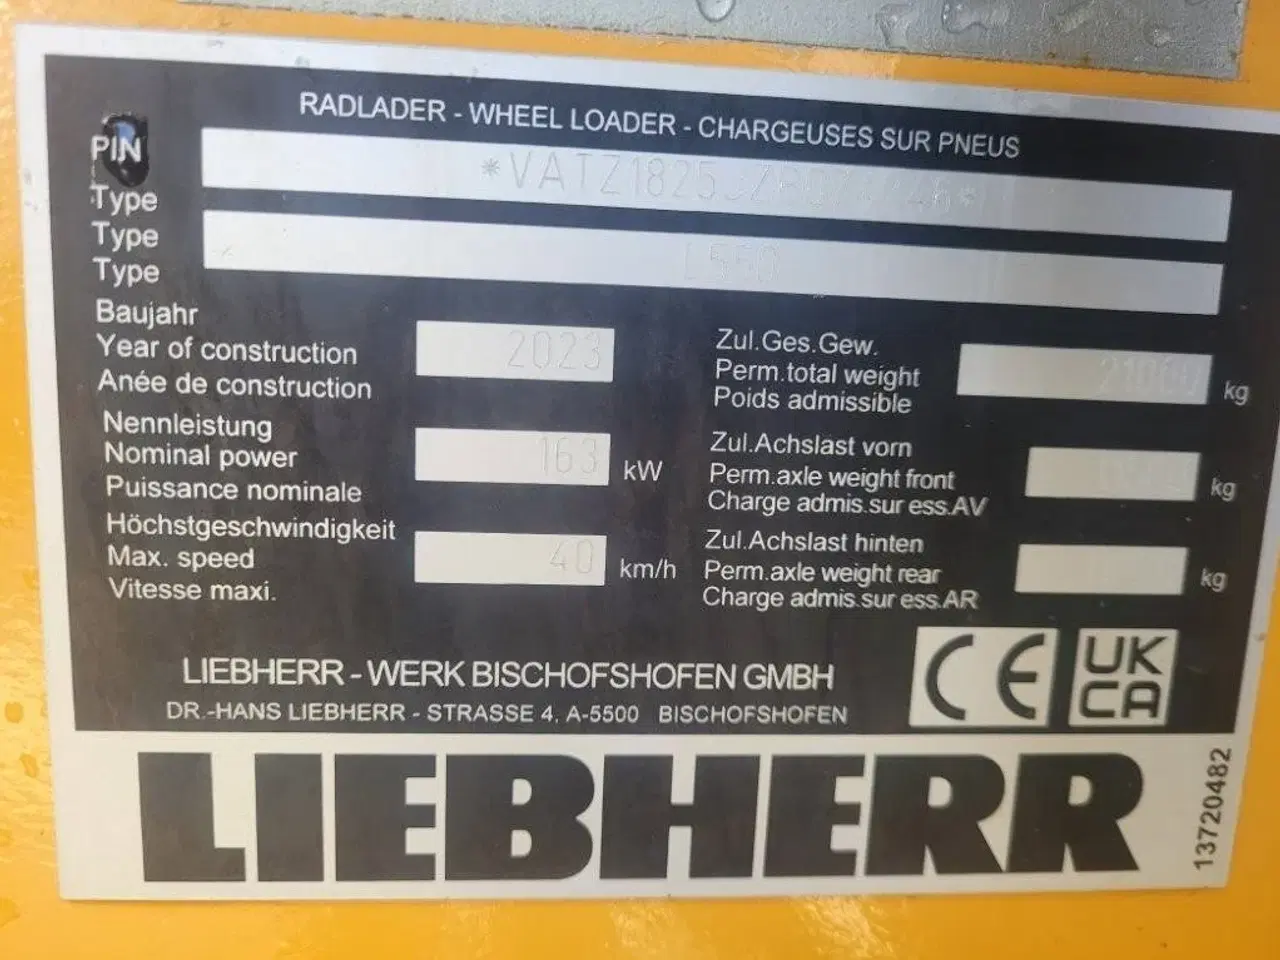 RADLADER - WHEEL LOADER - CHARGEUSES SUR PNEUS
PIN
Type
Type L550
Type
Baujahr
Year of construction 2023
Anée de construction
Nennleistung
Nominal power 163 kW
Puissance nominale
Höchstgeschwindigkeit
Max. speed 40 km/h
Vitesse maxi.
Zul.Ges.Gew.
Perm.total weight kg
Poids admissible
Zul.Achslast vorn
Perm.axle weight front kg
Charge admis.sur ess.AV
Zul.Achslast hinten
Perm.axle weight rear kg
Charge admis.sur ess.AR
LIEBHERR - WERK BISCHOFSHOFEN GMBH
DR.-HANS LIEBHERR - STRASSE 4, A-5500 BISCHOFSHOFEN
CE
UK
CA
LIEBHERR
13720482